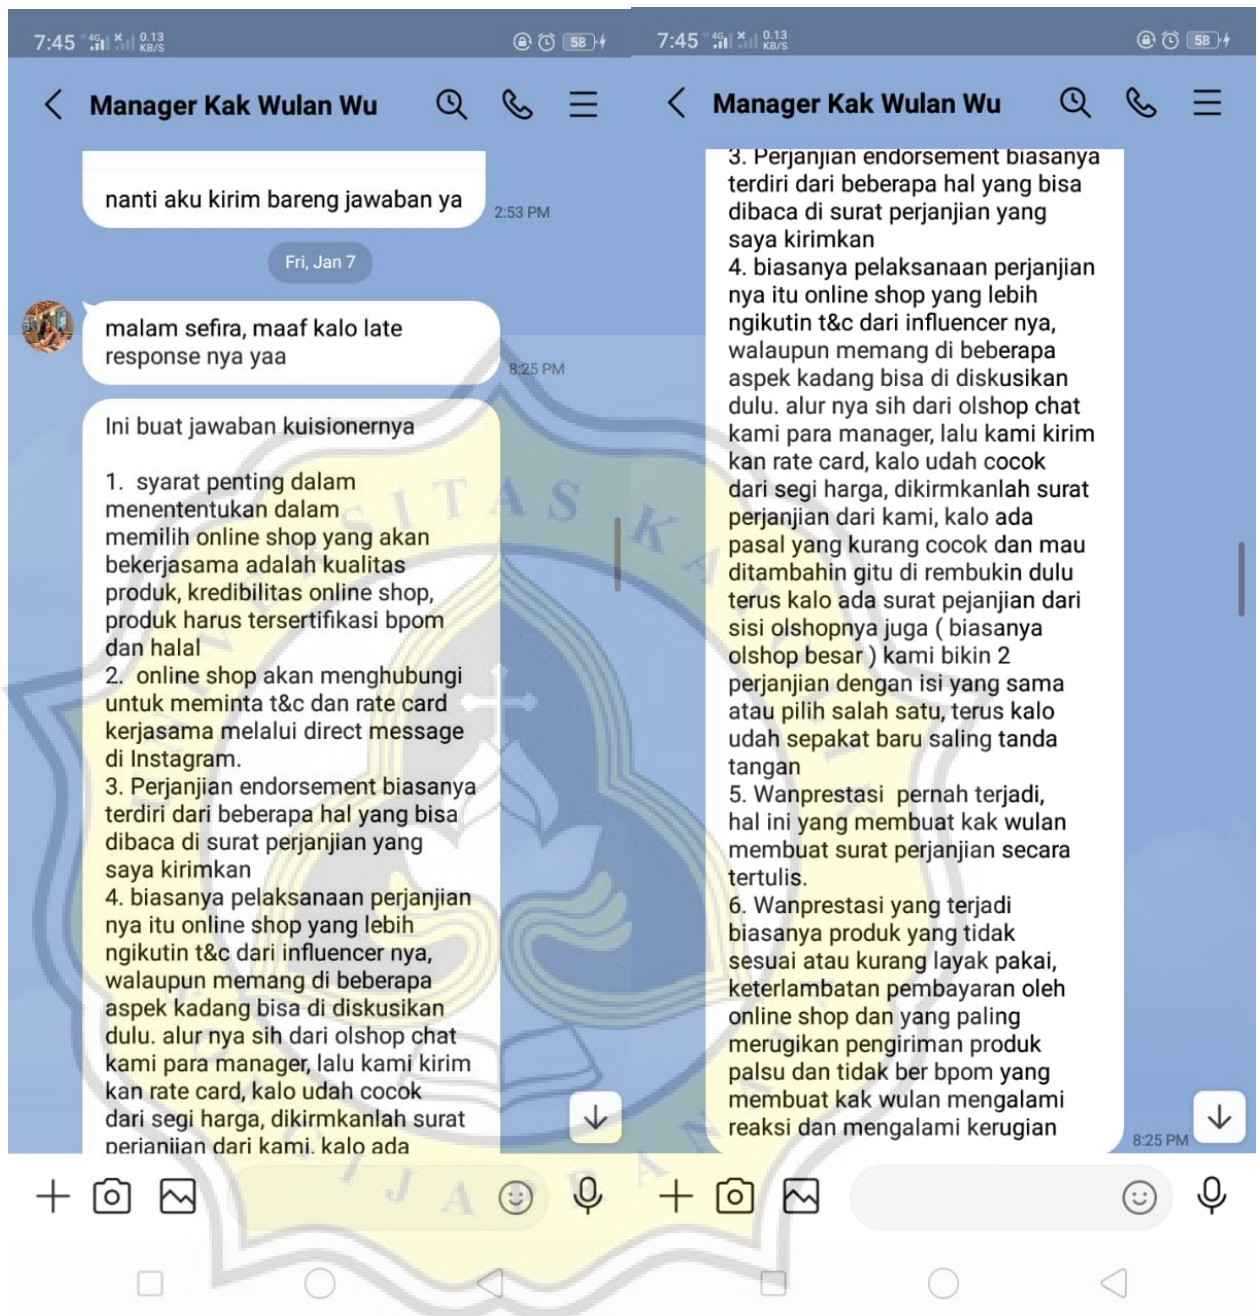 7:45 4G 0.13 KB/S 58
Manager Kak Wulan Wu
nanti aku kirim bareng jawaban ya
2:53 PM
Fri, Jan 7
malam sefira, maaf kalo late
response nya yaa
8:25 PM
Ini buat jawaban kuisionernya
1. syarat penting dalam
menententukan dalam
memilih online shop yang akan
bekerjasama adalah kualitas
produk, kredibilitas online shop,
produk harus tersertifikasi bpom
dan halal
2. online shop akan menghubungi
untuk meminta t&c dan rate card
kerjasama melalui direct message
di Instagram.
3. Perjanjian endorsement biasanya
terdiri dari beberapa hal yang bisa
dibaca di surat perjanjian yang
saya kirimkan
4. biasanya pelaksanaan perjanjian
nya itu online shop yang lebih
ngikutin t&c dari influencer nya,
walaupun memang di beberapa
aspek kadang bisa di diskusikan
dulu. alur nya sih dari olshop chat
kami para manager, lalu kami kirim
kan rate card, kalo udah cocok
dari segi harga, dikirmkanlah surat
perjanjian dari kami, kalo ada
7:45 4G 0.13 KB/S 58
Manager Kak Wulan Wu
3. Perjanjian endorsement biasanya
terdiri dari beberapa hal yang bisa
dibaca di surat perjanjian yang
saya kirimkan
4. biasanya pelaksanaan perjanjian
nya itu online shop yang lebih
ngikutin t&c dari influencer nya,
walaupun memang di beberapa
aspek kadang bisa di diskusikan
dulu. alur nya sih dari olshop chat
kami para manager, lalu kami kirim
kan rate card, kalo udah cocok
dari segi harga, dikirmkanlah surat
perjanjian dari kami, kalo ada
pasal yang kurang cocok dan mau
ditambahin gitu di rembukin dulu
terus kalo ada surat pejanjian dari
sisi olshopnya juga ( biasanya
olshop besar ) kami bikin 2
perjanjian dengan isi yang sama
atau pilih salah satu, terus kalo
udah sepakat baru saling tanda
tangan
5. Wanprestasi  pernah terjadi,
hal ini yang membuat kak wulan
membuat surat perjanjian secara
tertulis.
6. Wanprestasi yang terjadi
biasanya produk yang tidak
sesuai atau kurang layak pakai,
keterlambatan pembayaran oleh
online shop dan yang paling
merugikan pengiriman produk
palsu dan tidak ber bpom yang
membuat kak wulan mengalami
reaksi dan mengalami kerugian
8:25 PM